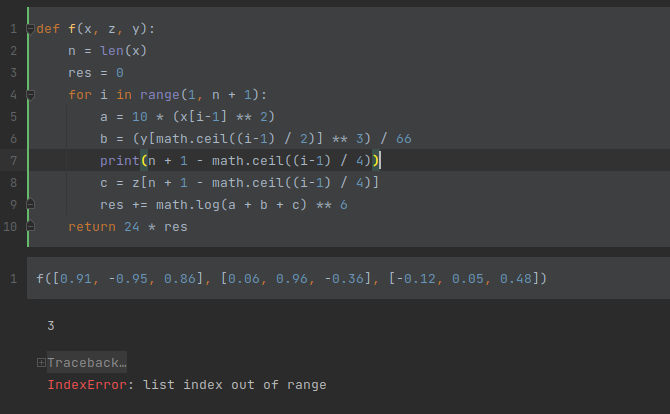 1 def f(x, z, y):
2 n = len(x)
3 res = 0
4 for i in range(1, n + 1):
5 a = 10 * (x[i-1] ** 2)
6 b = (y[math.ceil((i-1) / 2)] ** 3) / 66
7 print(n + 1 - math.ceil((i-1) / 4))
8 c = z[n + 1 - math.ceil((i-1) / 4)]
9 res += math.log(a + b + c) ** 6
10 return 24 * res
1 f([0.91, -0.95, 0.86], [0.06, 0.96, -0.36], [-0.12, 0.05, 0.48])
3
Traceback…
IndexError: list index out of range